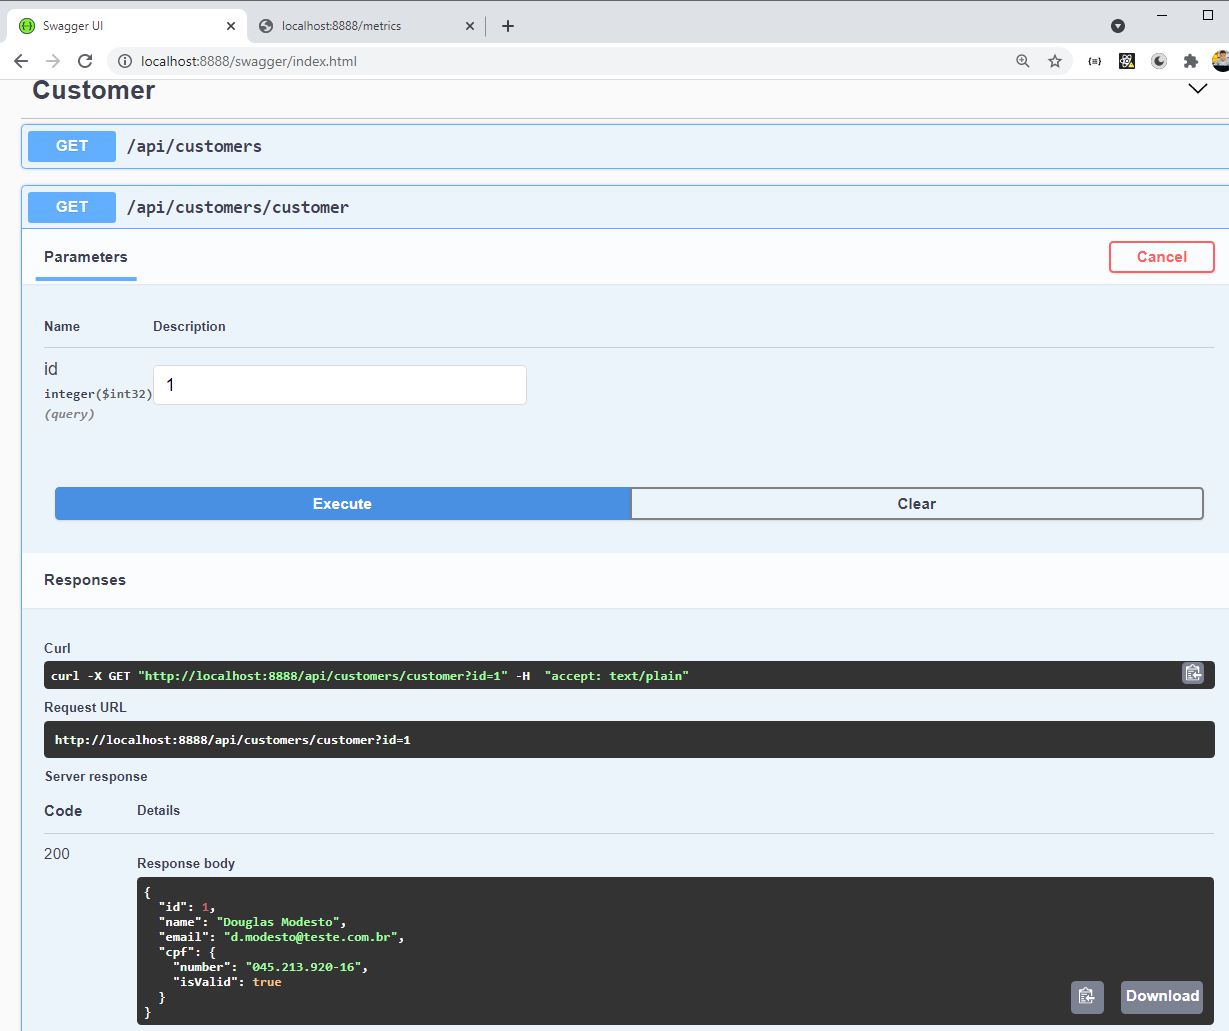 Swagger UI
localhost:8888/metrics
localhost:8888/swagger/index.html
Customer
GET /api/customers
GET /api/customers/customer
Parameters
Cancel
Name Description
id
integer($int32)
(query)
1
Execute
Clear
Responses
Curl
curl -X GET "http://localhost:8888/api/customers/customer?id=1" -H  "accept: text/plain"
Request URL
http://localhost:8888/api/customers/customer?id=1
Server response
Code Details
200
Response body
{
  "id": 1,
  "name": "Douglas Modesto",
  "email": "d.modesto@teste.com.br",
  "cpf": {
    "number": "045.213.920-16",
    "isValid": true
  }
}
Download